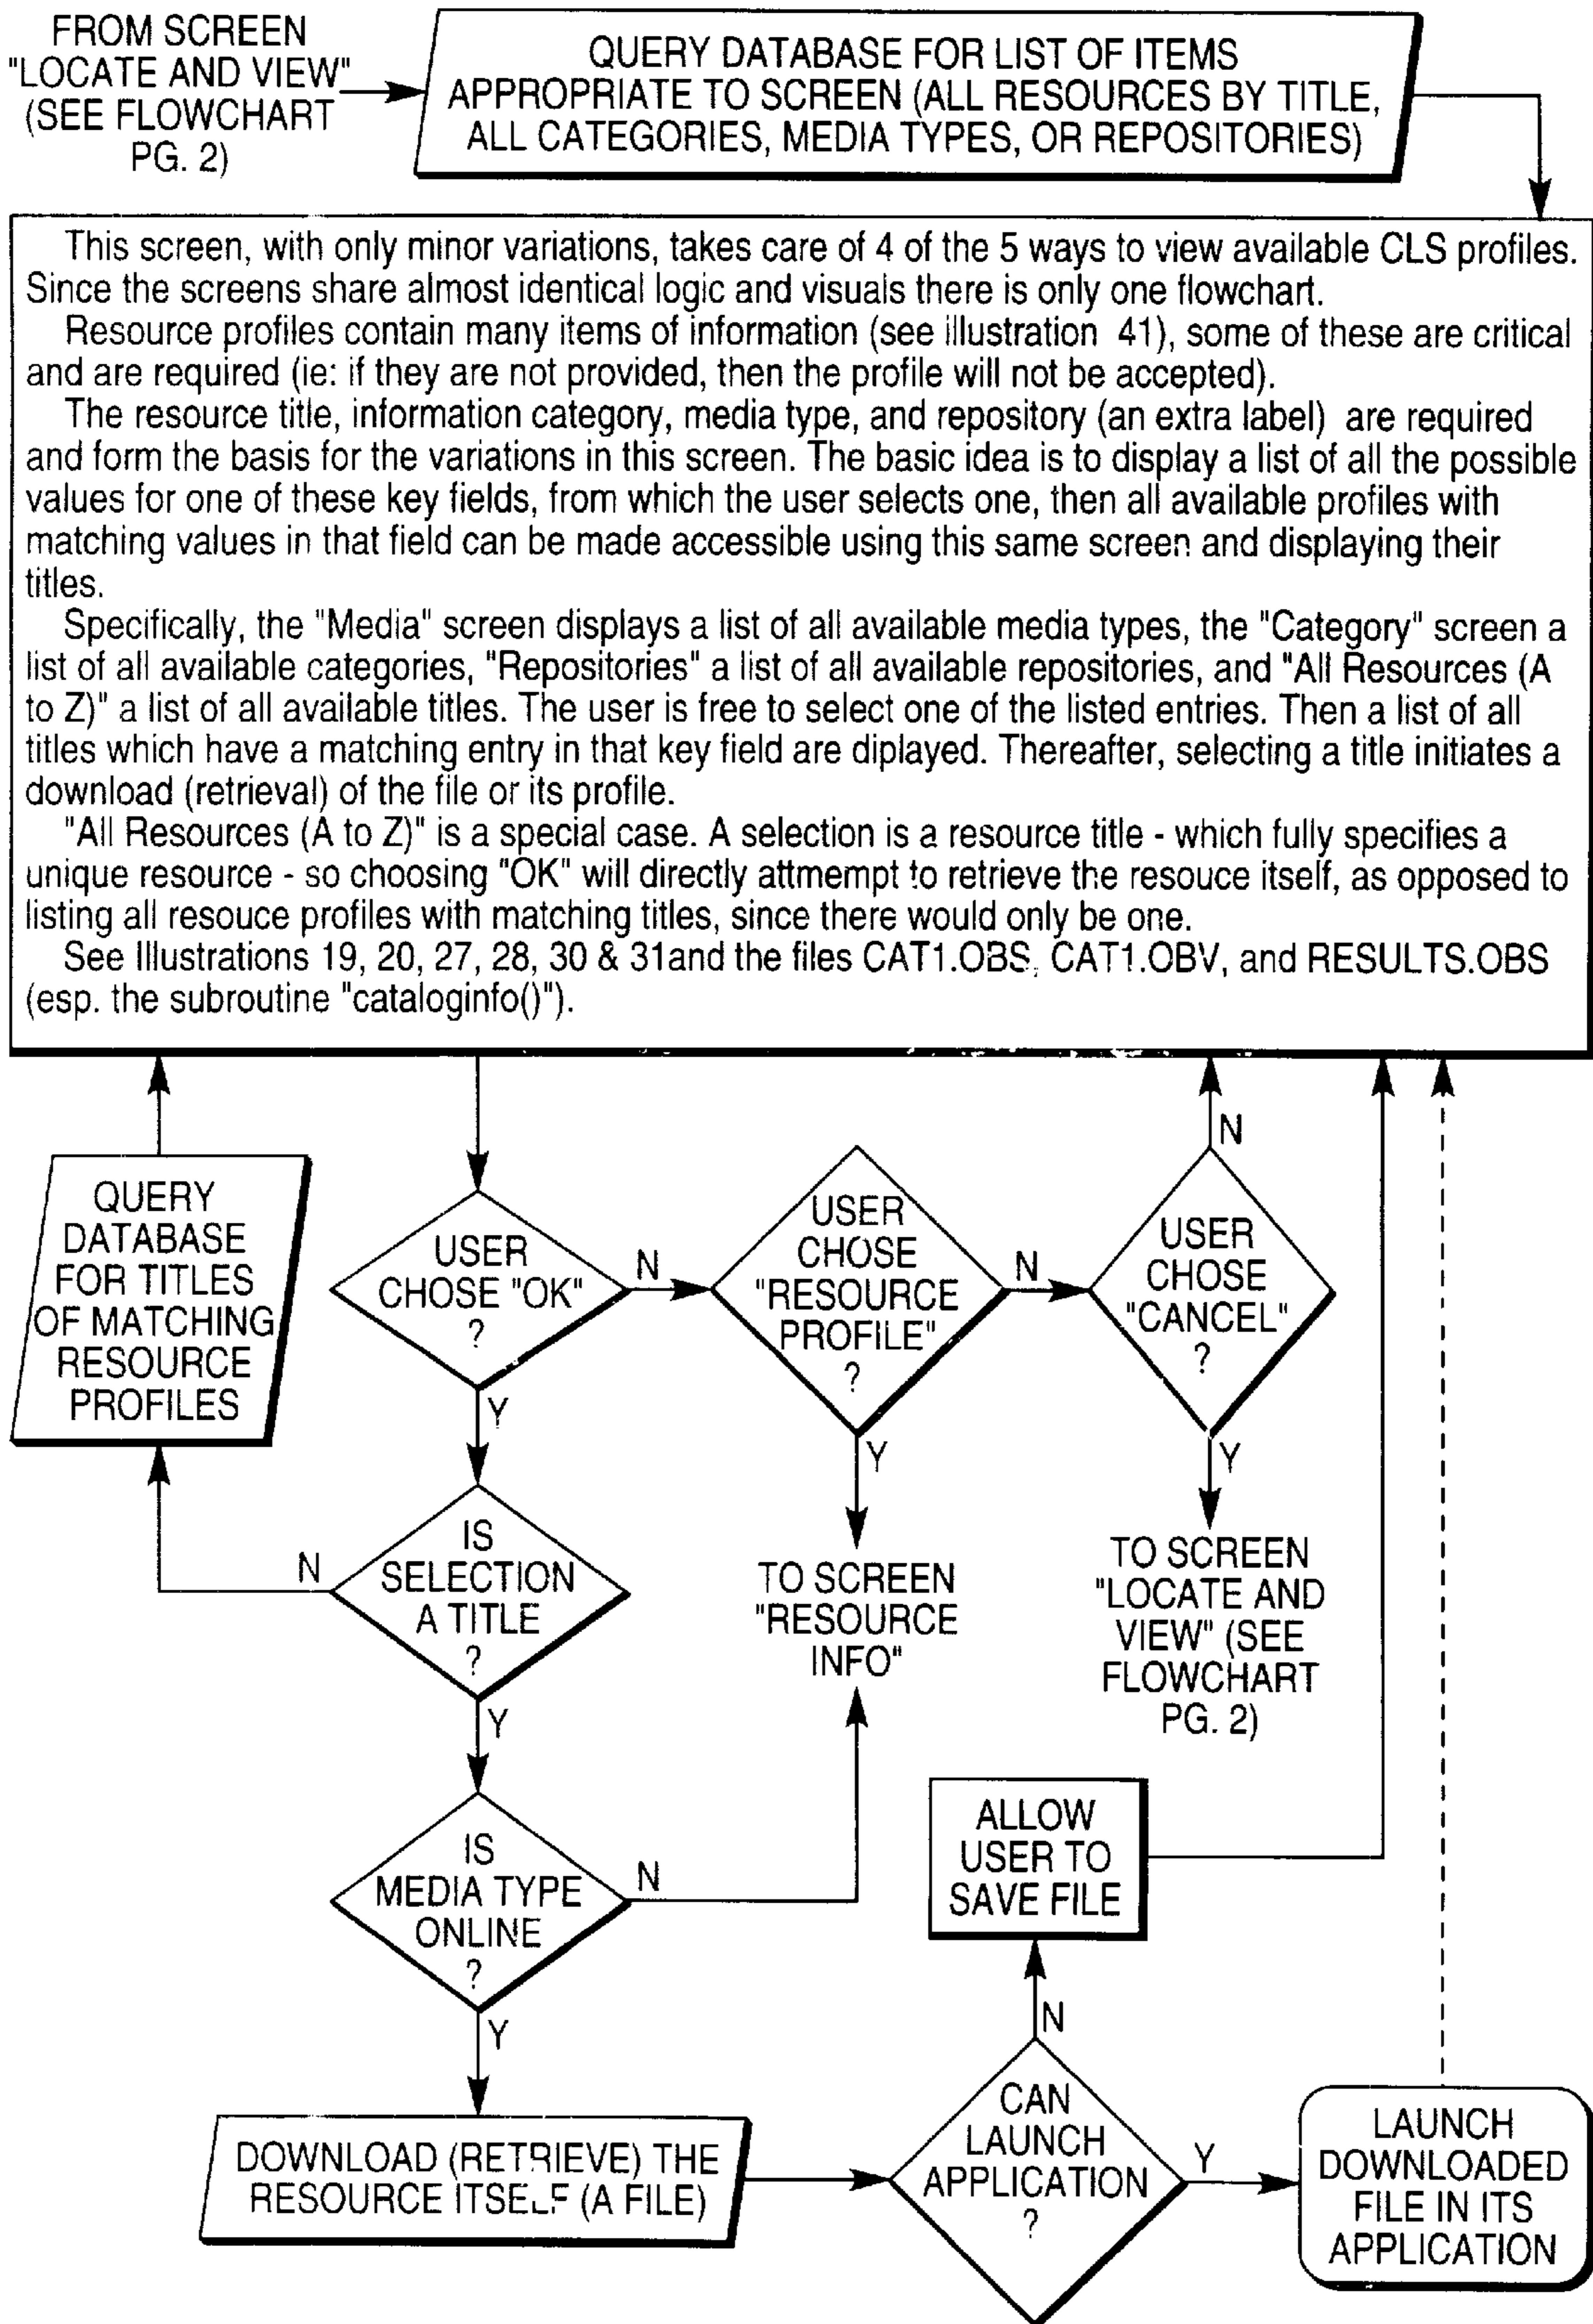 FROM SCREEN
"LOCATE AND VIEW"
(SEE FLOWCHART
PG. 2)
QUERY DATABASE FOR LIST OF ITEMS
APPROPRIATE TO SCREEN (ALL RESOURCES BY TITLE,
ALL CATEGORIES, MEDIA TYPES, OR REPOSITORIES)
This screen, with only minor variations, takes care of 4 of the 5 ways to view available CLS profiles.
Since the screens share almost identical logic and visuals there is only one flowchart.
Resource profiles contain many items of information (see illustration 41), some of these are critical
and are required (ie: if they are not provided, then the profile will not be accepted).
The resource title, information category, media type, and repository (an extra label) are required
and form the basis for the variations in this screen. The basic idea is to display a list of all the possible
values for one of these key fields, from which the user selects one, then all available profiles with
matching values in that field can be made accessible using this same screen and displaying their
titles.
Specifically, the "Media" screen displays a list of all available media types, the "Category" screen a
list of all available categories, "Repositories" a list of all available repositories, and "All Resources (A
to Z)" a list of all available titles. The user is free to select one of the listed entries. Then a list of all
titles which have a matching entry in that key field are diplayed. Thereafter, selecting a title initiates a
download (retrieval) of the file or its profile.
"All Resources (A to Z)" is a special case. A selection is a resource title - which fully specifies a
unique resource - so choosing "OK" will directly attmempt to retrieve the resouce itself, as opposed to
listing all resouce profiles with matching titles, since there would only be one.
See Illustrations 19, 20, 27, 28, 30 & 31and the files CAT1.OBS, CAT1.OBV, and RESULTS.OBS
(esp. the subroutine "cataloginfo()").
QUERY
DATABASE
FOR TITLES
OF MATCHING
RESOURCE
PROFILES
USER
CHOSE "OK"
?
N
Y
USER
CHOSE
"RESOURCE
PROFILE"
?
N
Y
USER
CHOSE
"CANCEL"
?
N
Y
IS
SELECTION
A TITLE
?
N
Y
TO SCREEN
"RESOURCE
INFO"
TO SCREEN
"LOCATE AND
VIEW" (SEE
FLOWCHART
PG. 2)
IS
MEDIA TYPE
ONLINE
?
N
Y
ALLOW
USER TO
SAVE FILE
N
DOWNLOAD (RETRIEVE) THE
RESOURCE ITSELF (A FILE)
CAN
LAUNCH
APPLICATION
?
Y
LAUNCH
DOWNLOADED
FILE IN ITS
APPLICATION